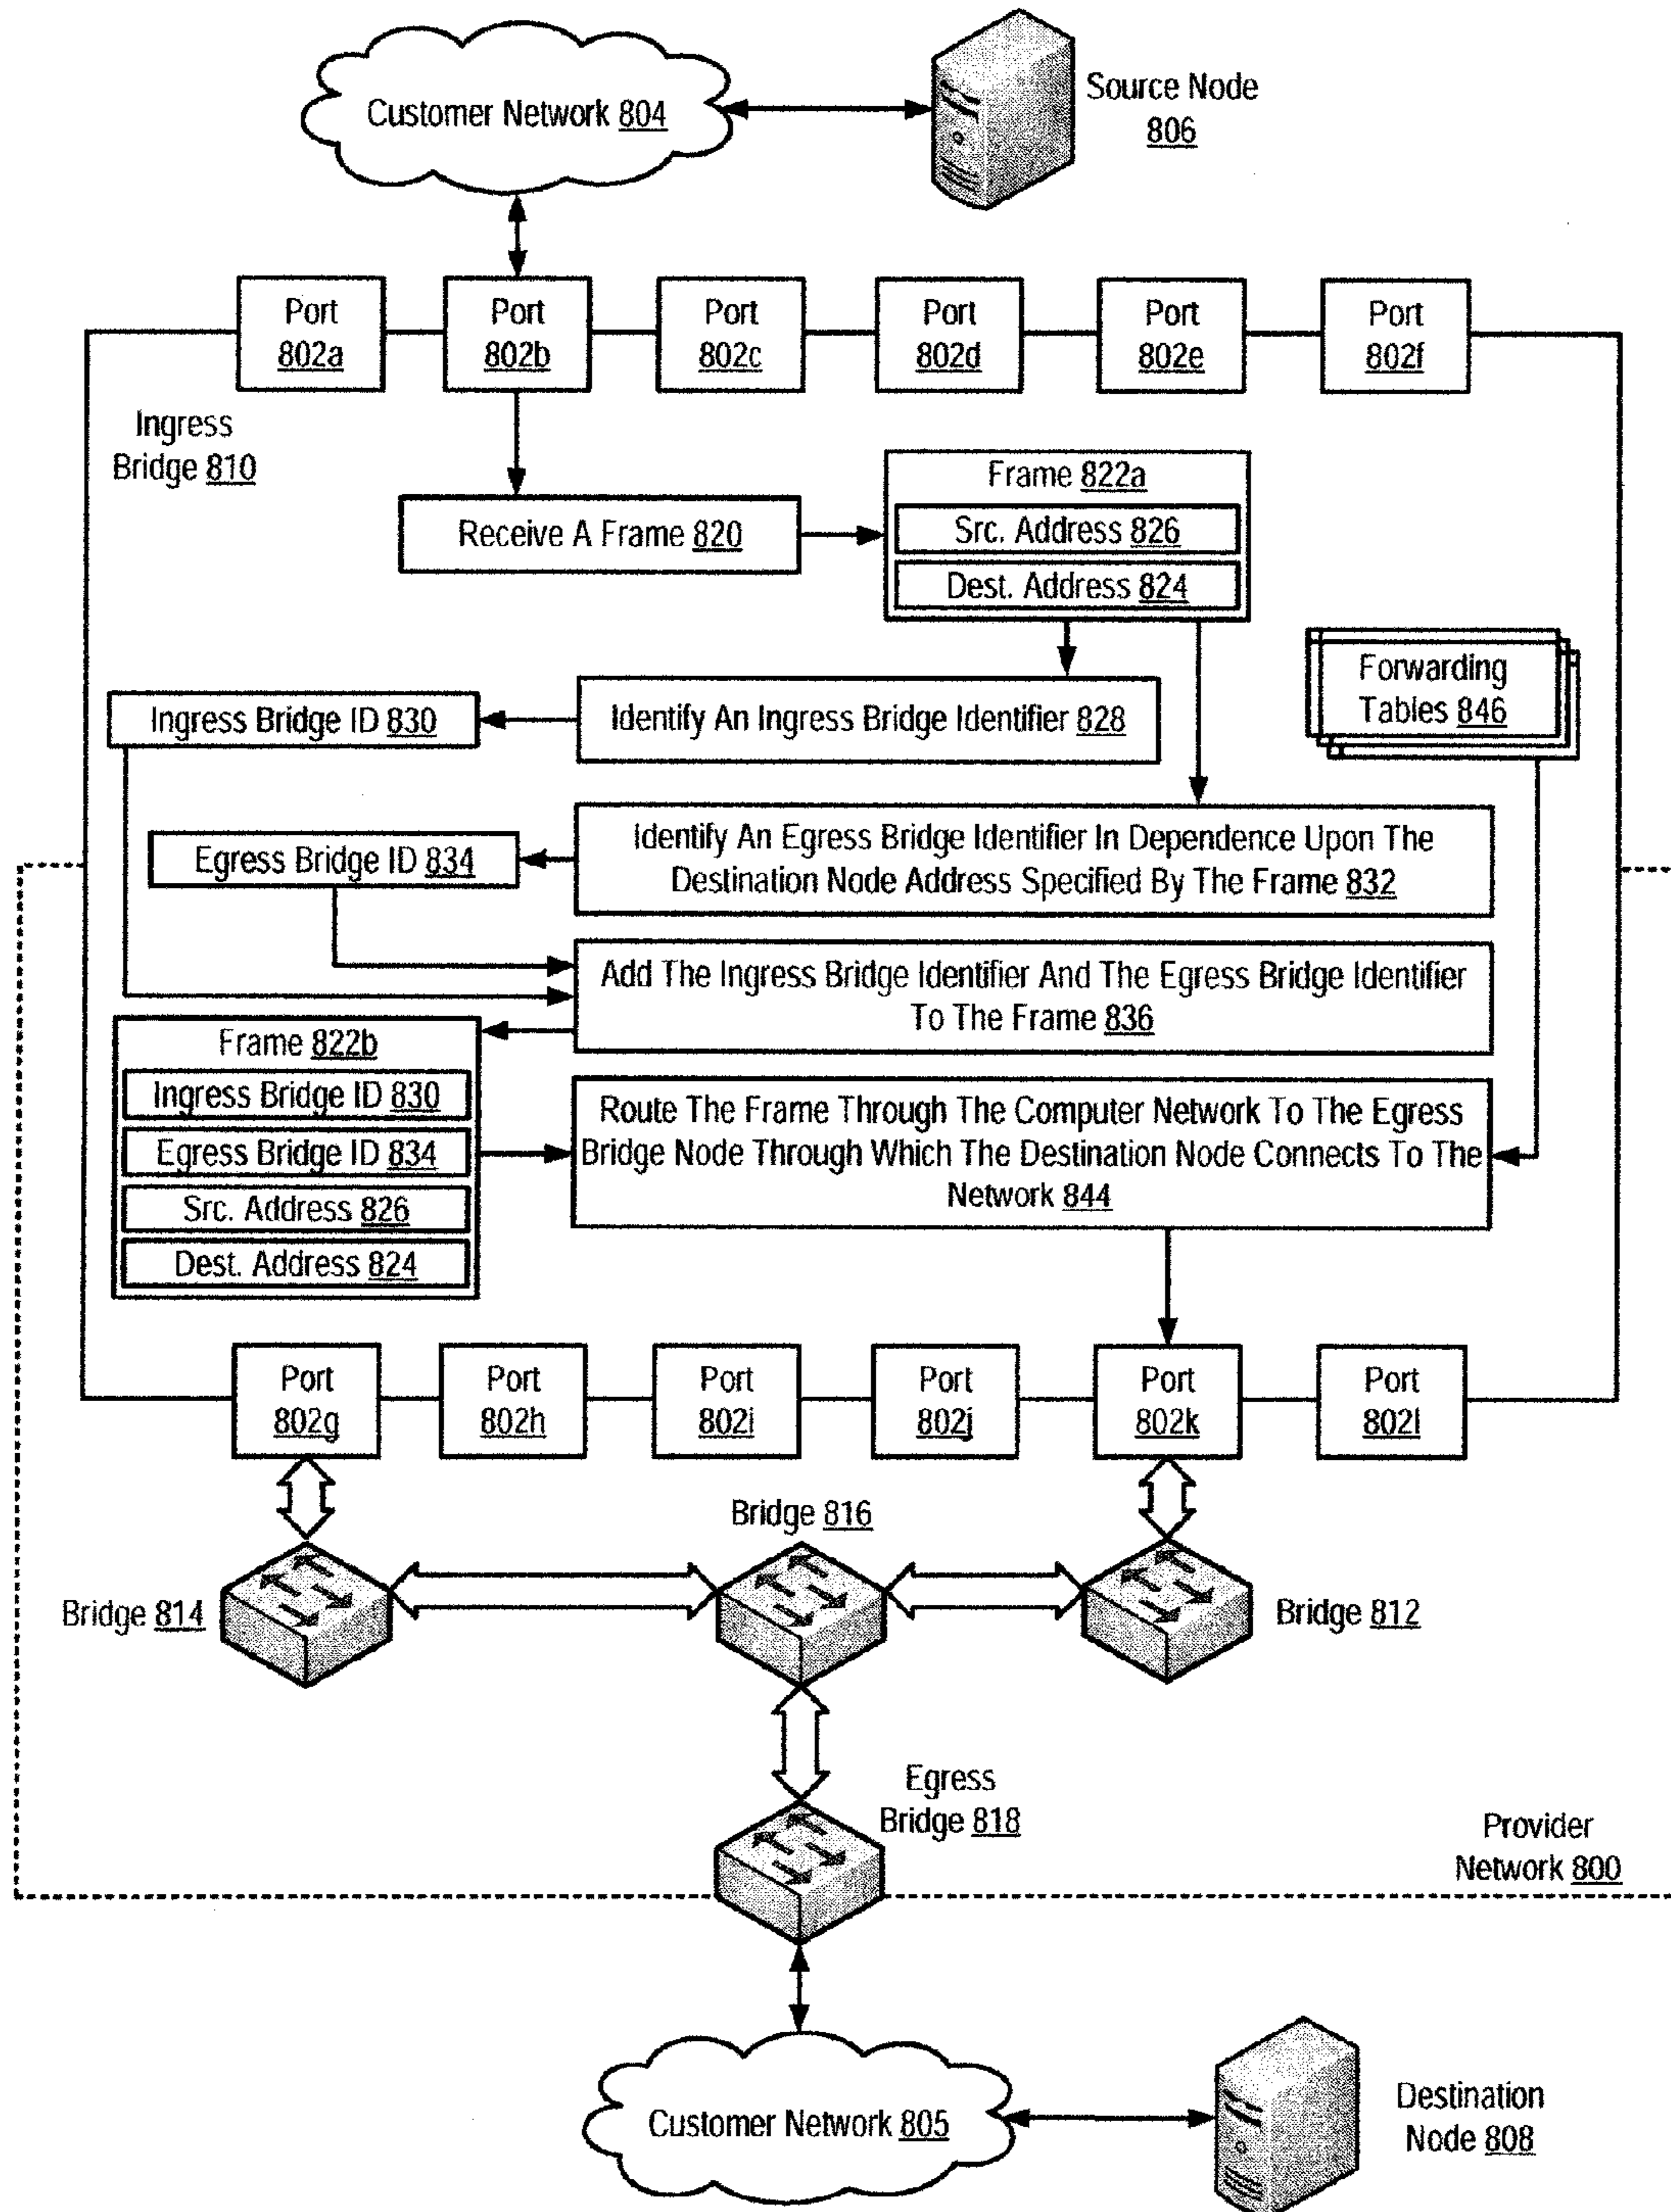 Customer Network 804
Source Node
806
Port
802a
Port
802b
Port
802c
Port
802d
Port
802e
Port
802f
Ingress
Bridge 810
Receive A Frame 820
Frame 822a
Src. Address 826
Dest. Address 824
Forwarding
Tables 846
Ingress Bridge ID 830
Identify An Ingress Bridge Identifier 828
Egress Bridge ID 834
Identify An Egress Bridge Identifier In Dependence Upon The
Destination Node Address Specified By The Frame 832
Add The Ingress Bridge Identifier And The Egress Bridge Identifier
To The Frame 836
Frame 822b
Ingress Bridge ID 830
Egress Bridge ID 834
Src. Address 826
Dest. Address 824
Route The Frame Through The Computer Network To The Egress
Bridge Node Through Which The Destination Node Connects To The
Network 844
Port
802g
Port
802h
Port
802i
Port
802j
Port
802k
Port
802l
Bridge 814
Bridge 816
Bridge 812
Egress
Bridge 818
Provider
Network 800
Customer Network 805
Destination
Node 808